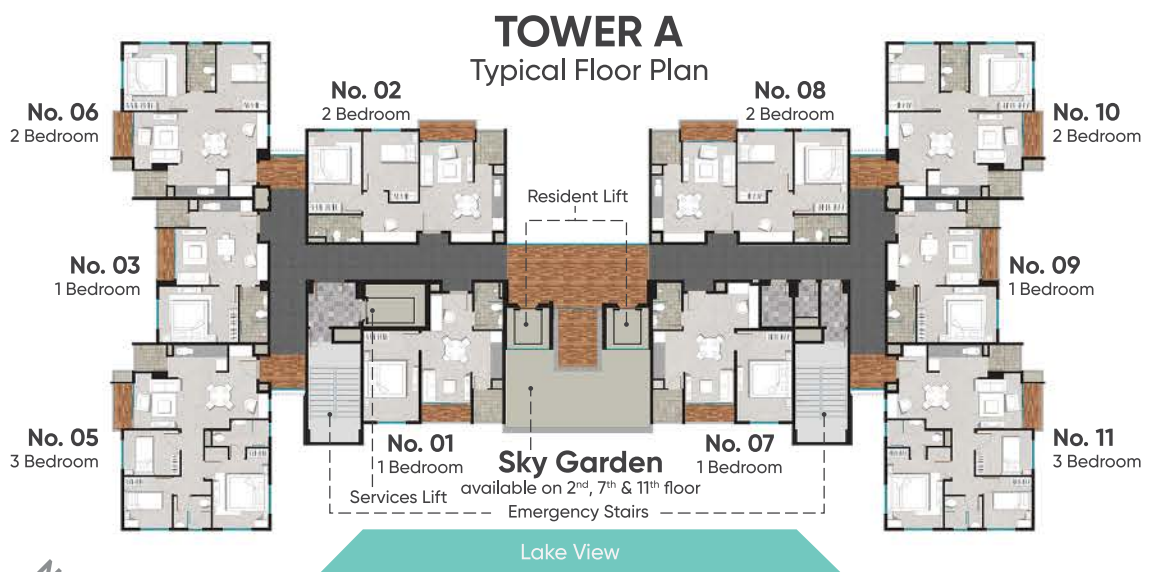 TOWER A
Typical Floor Plan
No. 06
2 Bedroom
No. 02
2 Bedroom
No. 08
2 Bedroom
No. 10
2 Bedroom
Resident Lift
No. 03
1 Bedroom
No. 09
1 Bedroom
No. 05
3 Bedroom
No. 01
1 Bedroom
No. 07
1 Bedroom
No. 11
3 Bedroom
Sky Garden
available on 2nd, 7th & 11th floor
Services Lift
Emergency Stairs
Lake View